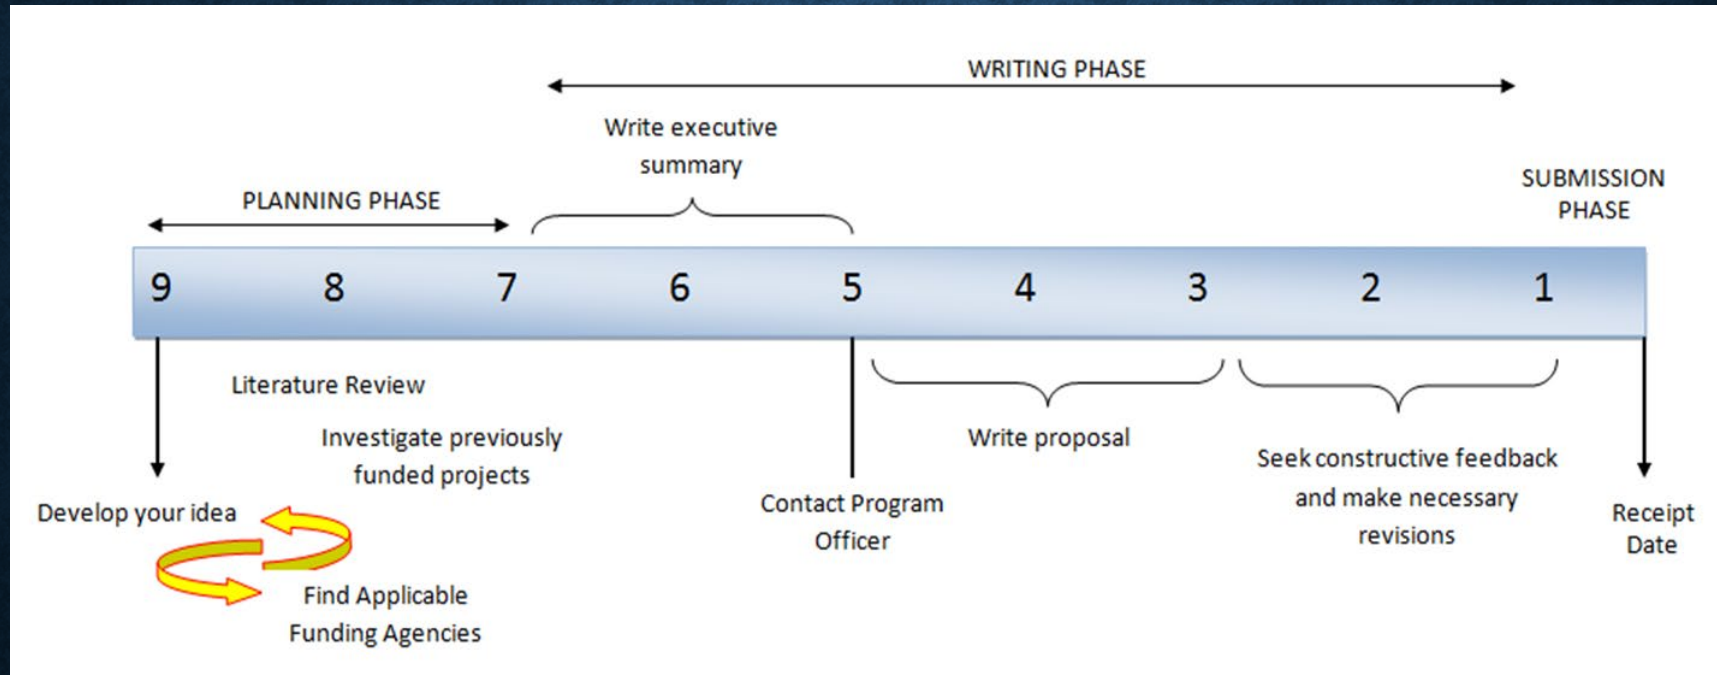 WRITING PHASE
Write executive
summary
PLANNING PHASE
SUBMISSION
PHASE
9 8 7 6 5 4 3 2 1
Literature Review
Investigate previously
funded projects
Develop your idea
Find Applicable
Funding Agencies
Contact Program
Officer
Write proposal
Seek constructive feedback
and make necessary
revisions
Receipt
Date